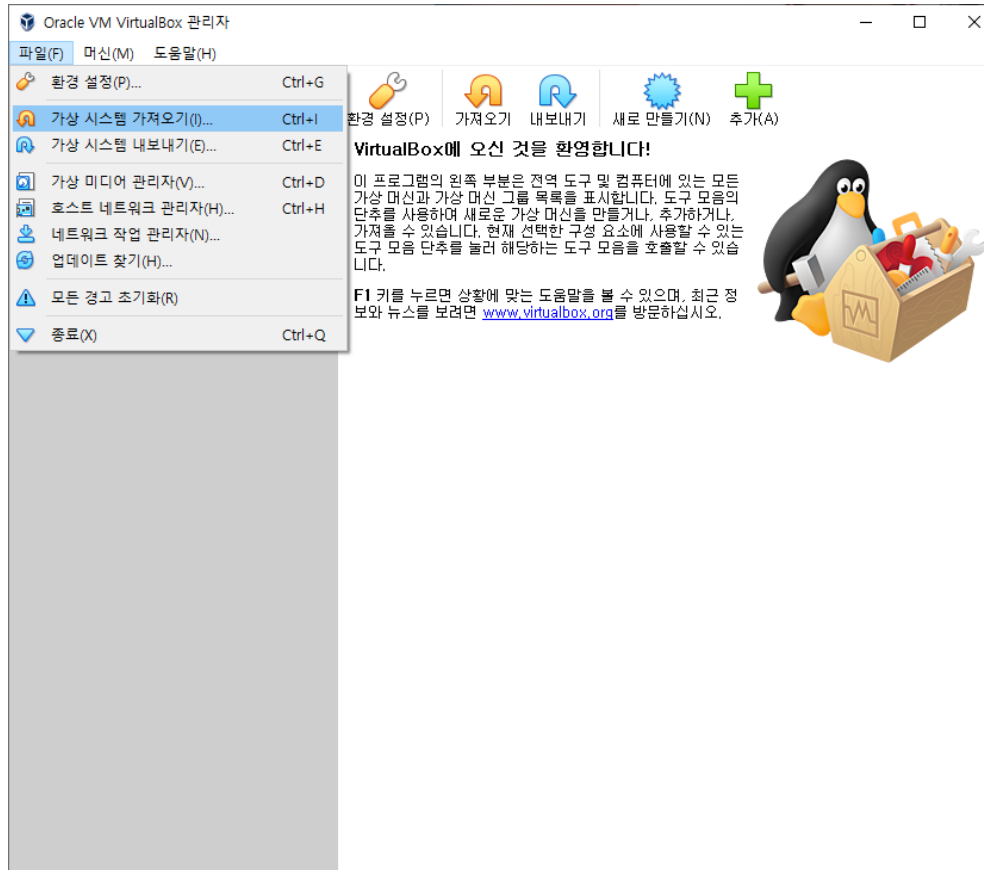 Oracle VM VirtualBox 관리자
파일(F) 머신(M) 도움말(H)
환경 설정(P)... Ctrl+G
가상 시스템 가져오기(I)... Ctrl+I
가상 시스템 내보내기(E)... Ctrl+E
가상 미디어 관리자(V)... Ctrl+D
호스트 네트워크 관리자(H)... Ctrl+H
네트워크 작업 관리자(N)...
업데이트 찾기(H)...
모든 경고 초기화(R)
종료(X) Ctrl+Q
환경 설정(P) 가져오기 내보내기 새로 만들기(N) 추가(A)
VirtualBox에 오신 것을 환영합니다!
이 프로그램의 왼쪽 부분은 전역 도구 및 컴퓨터에 있는 모든
가상 머신과 가상 머신 그룹 목록을 표시합니다. 도구 모음의
단추를 사용하여 새로운 가상 머신을 만들거나, 추가하거나,
가져올 수 있습니다. 현재 선택한 구성 요소에 사용할 수 있는
도구 모음 단추를 눌러 해당하는 도구 모음을 호출할 수 있습
니다.
F1 키를 누르면 상황에 맞는 도움말을 볼 수 있으며, 최근 정
보와 뉴스를 보려면 www.virtualbox.org를 방문하십시오.